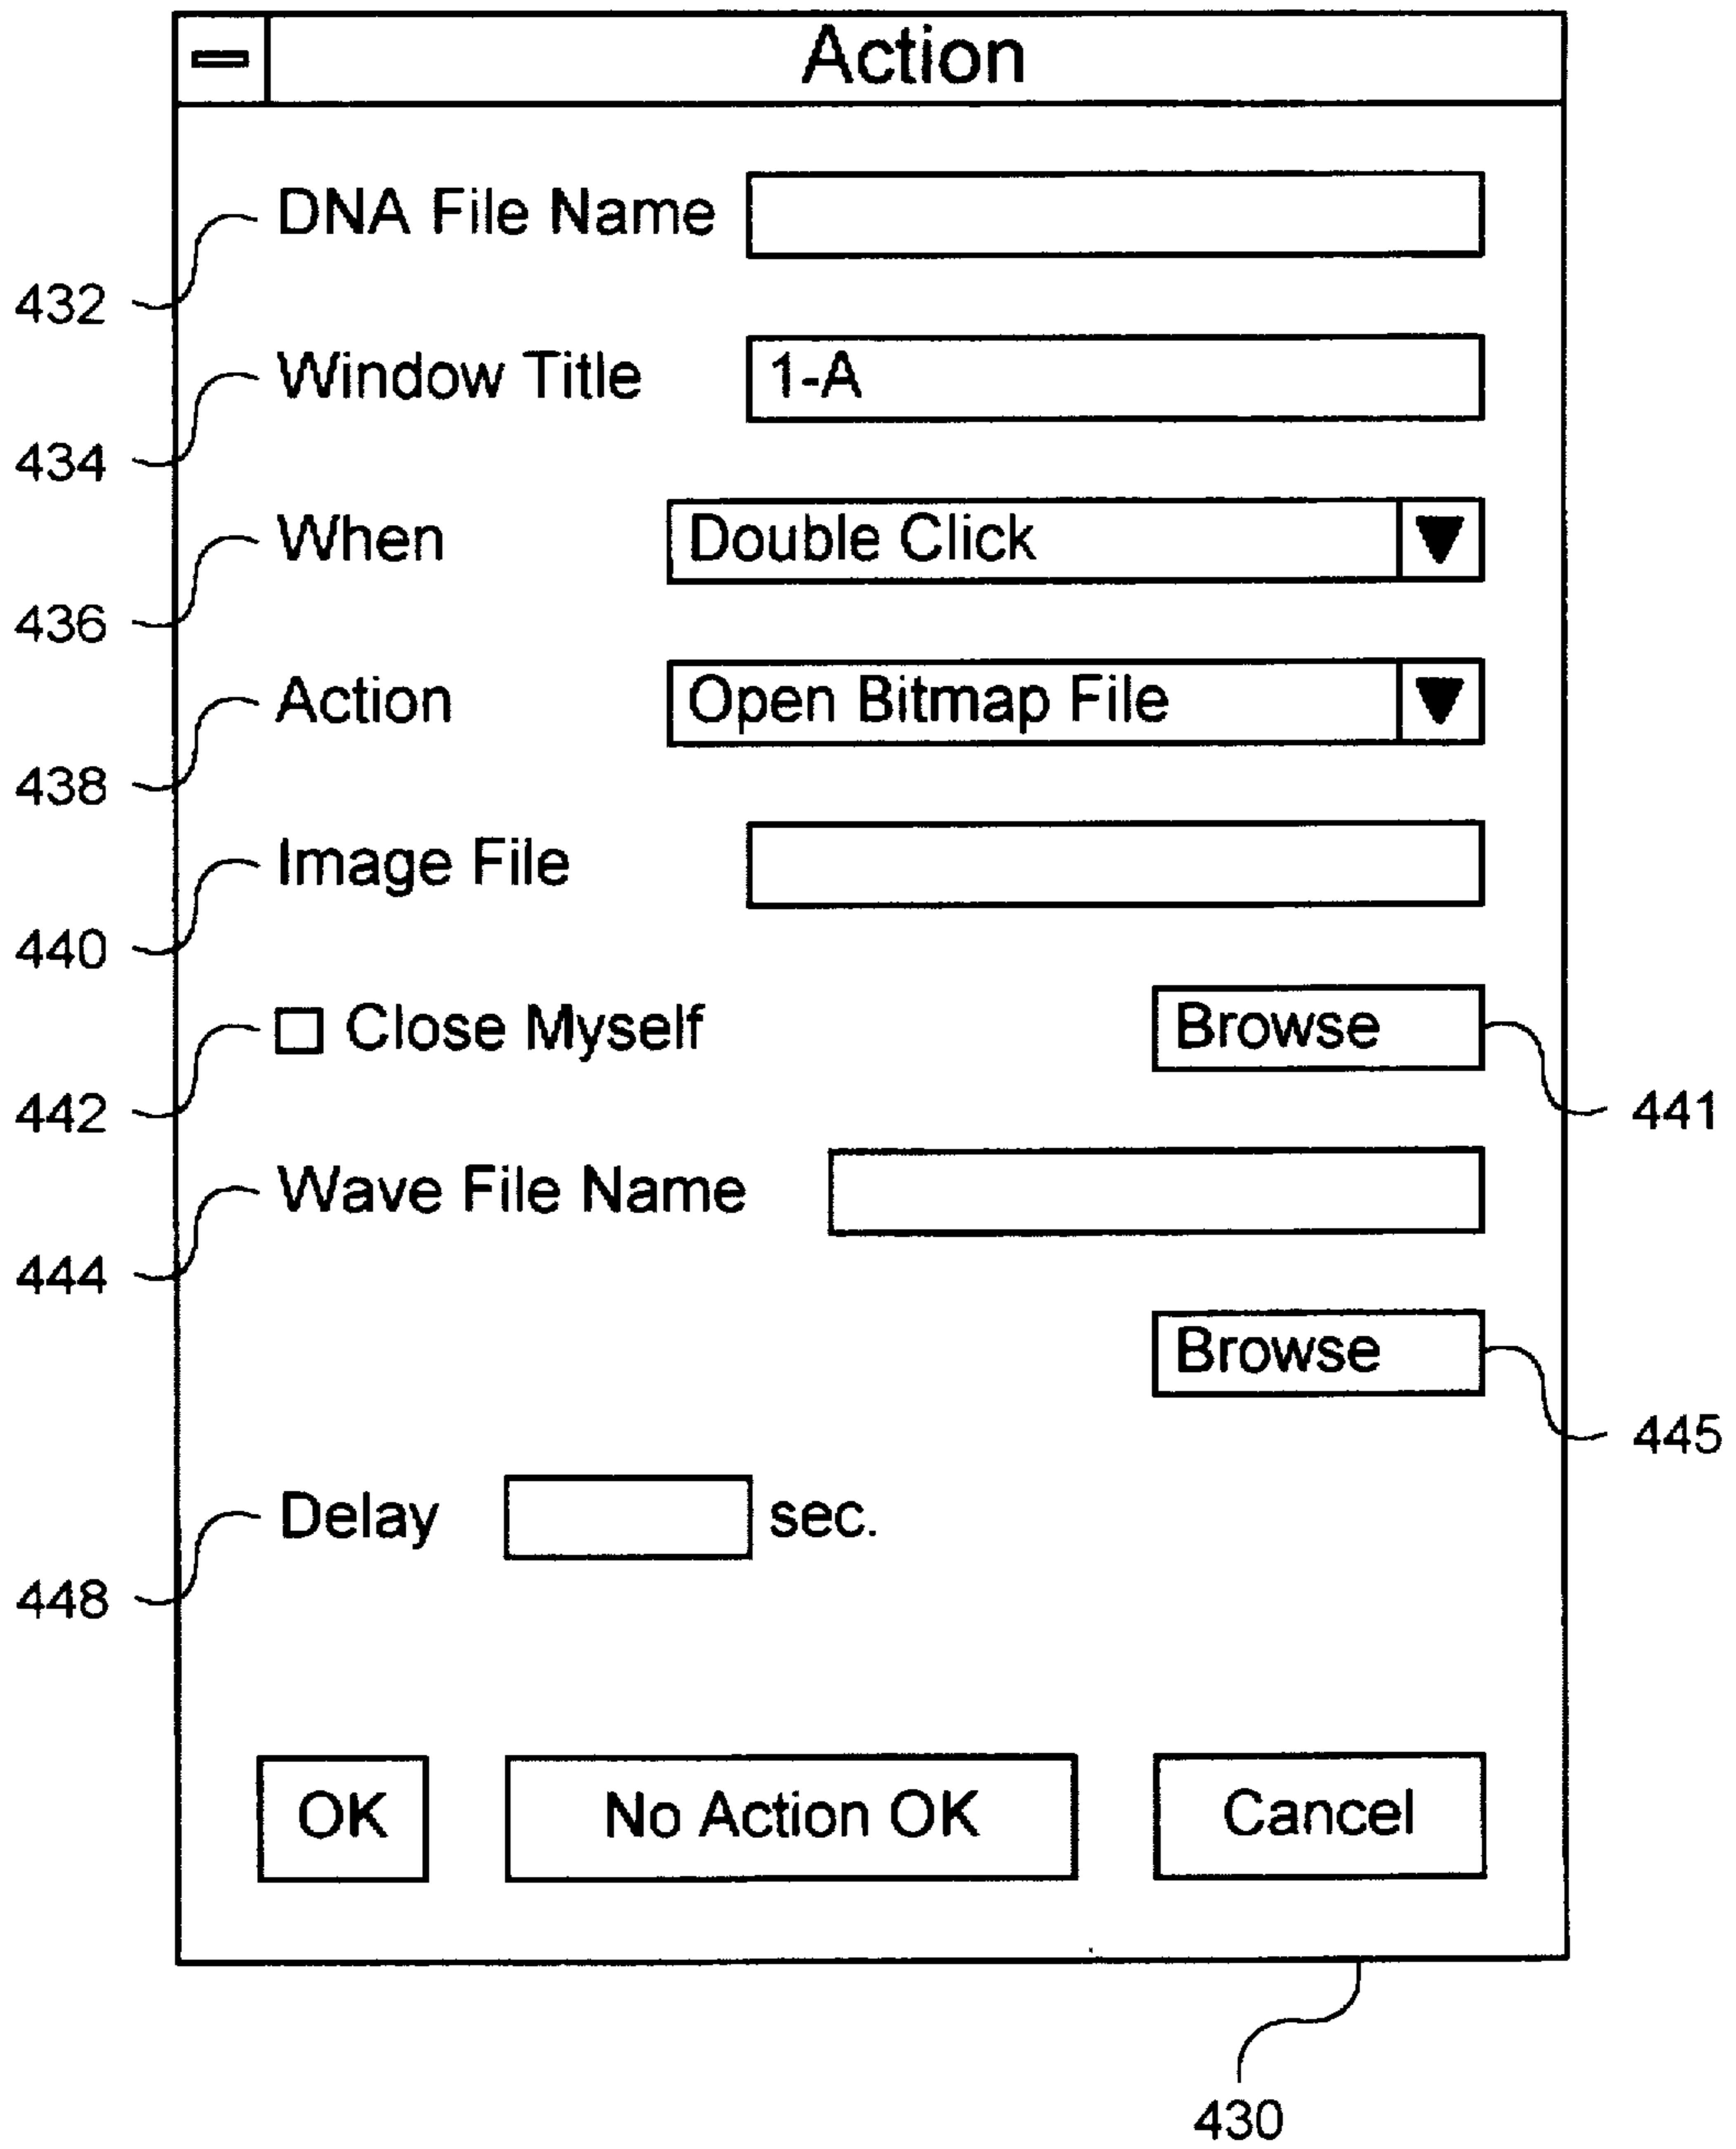 Action
DNA File Name
432
Window Title 1-A
434
When Double Click
436
Action Open Bitmap File
438
Image File
440
Close Myself Browse
442 441
Wave File Name
444
Browse
445
Delay sec.
448
OK No Action OK Cancel
430